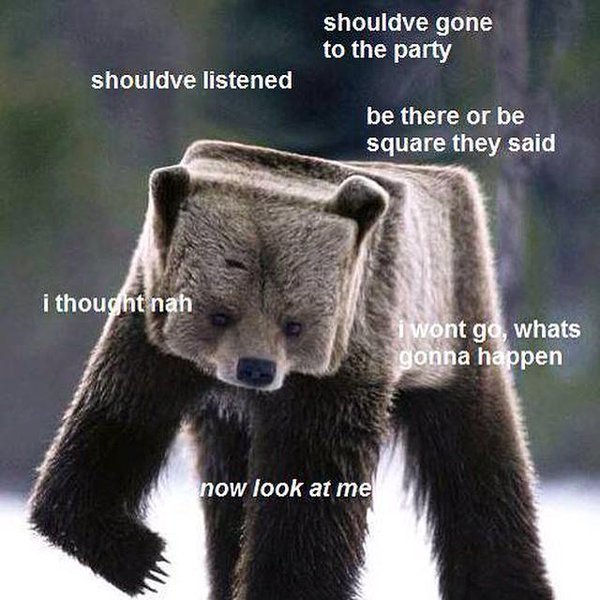 shouldve gone
to the party
shouldve listened
be there or be
square they said
i thought nah
i wont go, whats
gonna happen
now look at me